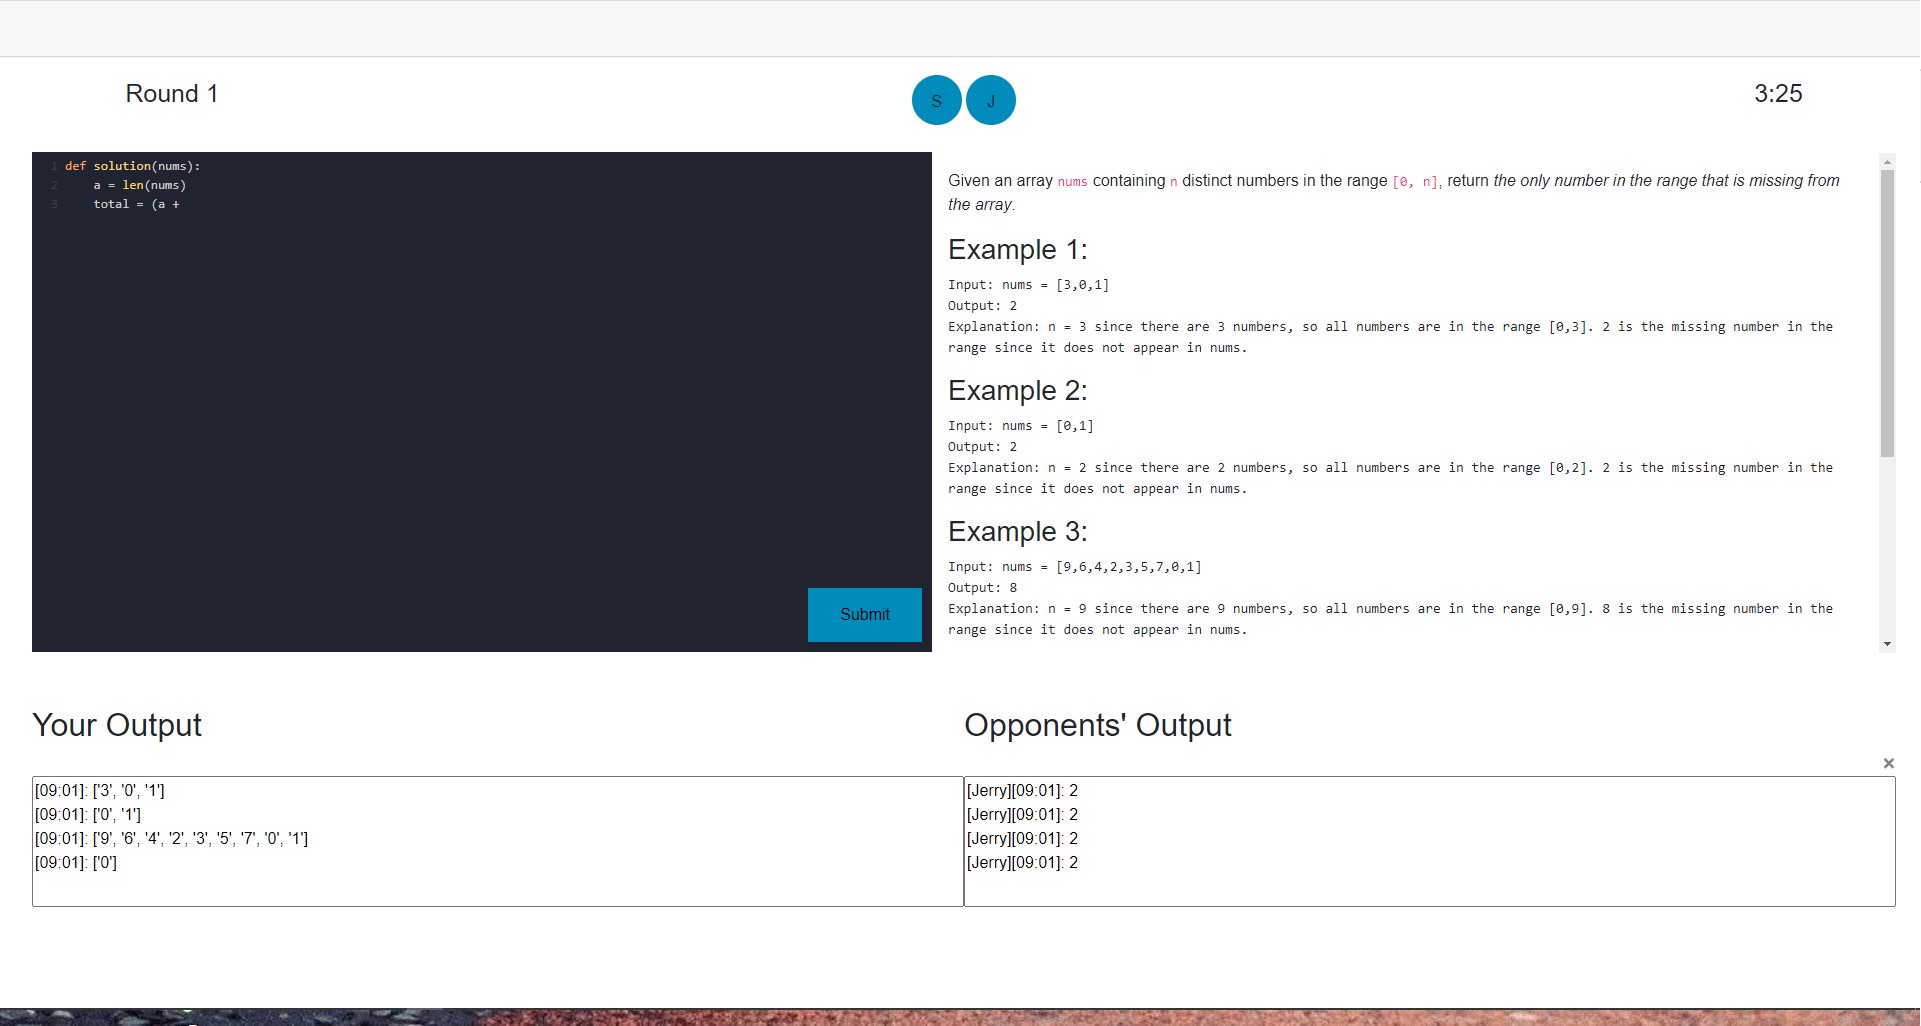 Round 1
S J
3:25
1 def solution(nums):
2 a = len(nums)
3 total = (a +
Submit
Given an array nums containing n distinct numbers in the range [0, n], return the only number in the range that is missing from
the array.
Example 1:
Input: nums = [3,0,1]
Output: 2
Explanation: n = 3 since there are 3 numbers, so all numbers are in the range [0,3]. 2 is the missing number in the
range since it does not appear in nums.
Example 2:
Input: nums = [0,1]
Output: 2
Explanation: n = 2 since there are 2 numbers, so all numbers are in the range [0,2]. 2 is the missing number in the
range since it does not appear in nums.
Example 3:
Input: nums = [9,6,4,2,3,5,7,0,1]
Output: 8
Explanation: n = 9 since there are 9 numbers, so all numbers are in the range [0,9]. 8 is the missing number in the
range since it does not appear in nums.
Your Output
[09:01]: ['3', '0', '1']
[09:01]: ['0', '1']
[09:01]: ['9', '6', '4', '2', '3', '5', '7', '0', '1']
[09:01]: ['0']
Opponents' Output
×
[Jerry][09:01]: 2
[Jerry][09:01]: 2
[Jerry][09:01]: 2
[Jerry][09:01]: 2